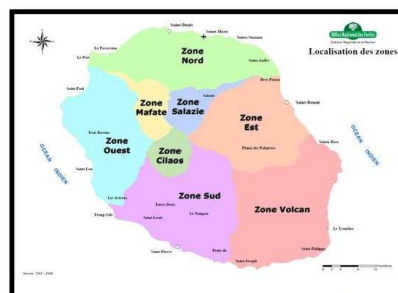 Saint-Denis
Sainte-Marie
Sainte-Suzanne
Office National des Forêts
Localisation des zones
La Possession
Le Port
Zone
Nord
Saint-André
Bras-Panon
Saint-Paul
Zone
Mafate
Zone
Salazie
Salazie
Saint-Benoit
Zone
Est
Trois-Bassins
Zone
Ouest
Plaine des Palmistes
Sainte-Rose
Zone
Cilaos
OCEAN
INDIEN
OCEAN
INDIEN
Saint-Leu
Les Avirons
Entre-Deux
Zone Sud
Zone Volcan
Etang-Salé
Saint-Louis
Le Tampon
Le Tremblet
Saint-Pierre
Petite-Ile
Saint-Philippe
Saint-Joseph